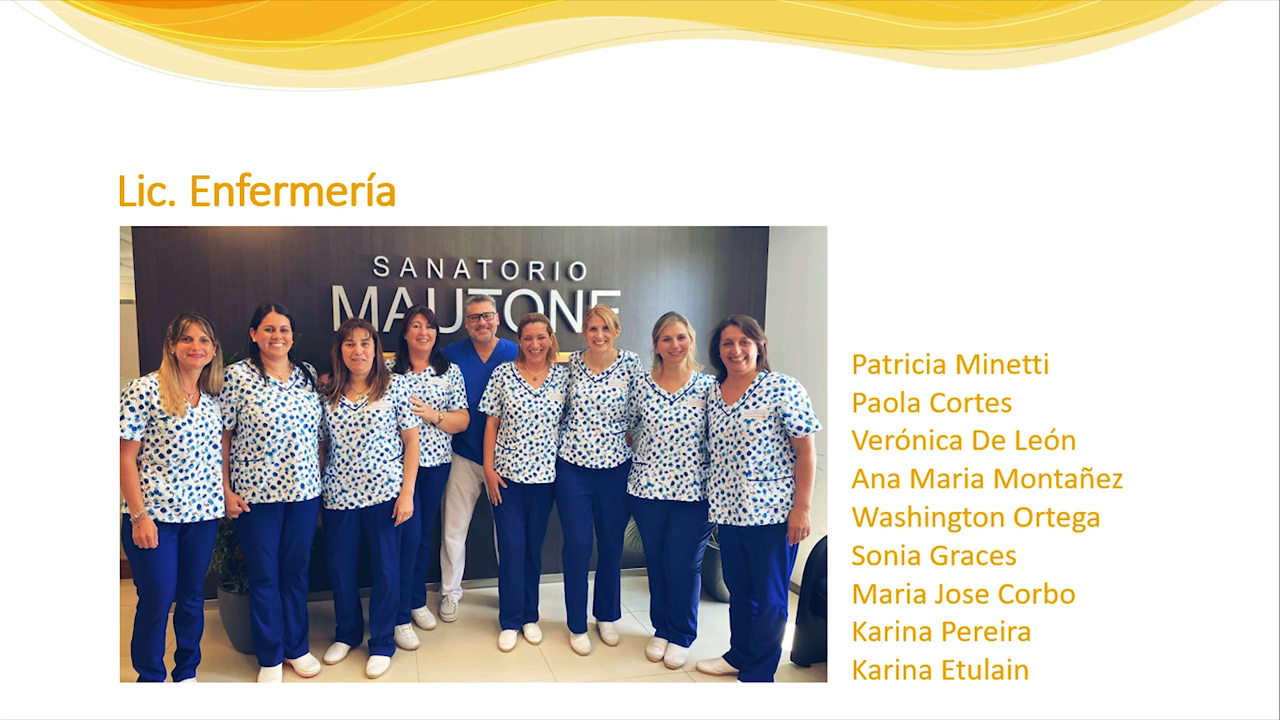 Lic. Enfermería
SANATORIO
MAUTONE
Patricia Minetti
Paola Cortes
Verónica De León
Ana Maria Montañez
Washington Ortega
Sonia Graces
Maria Jose Corbo
Karina Pereira
Karina Etulain